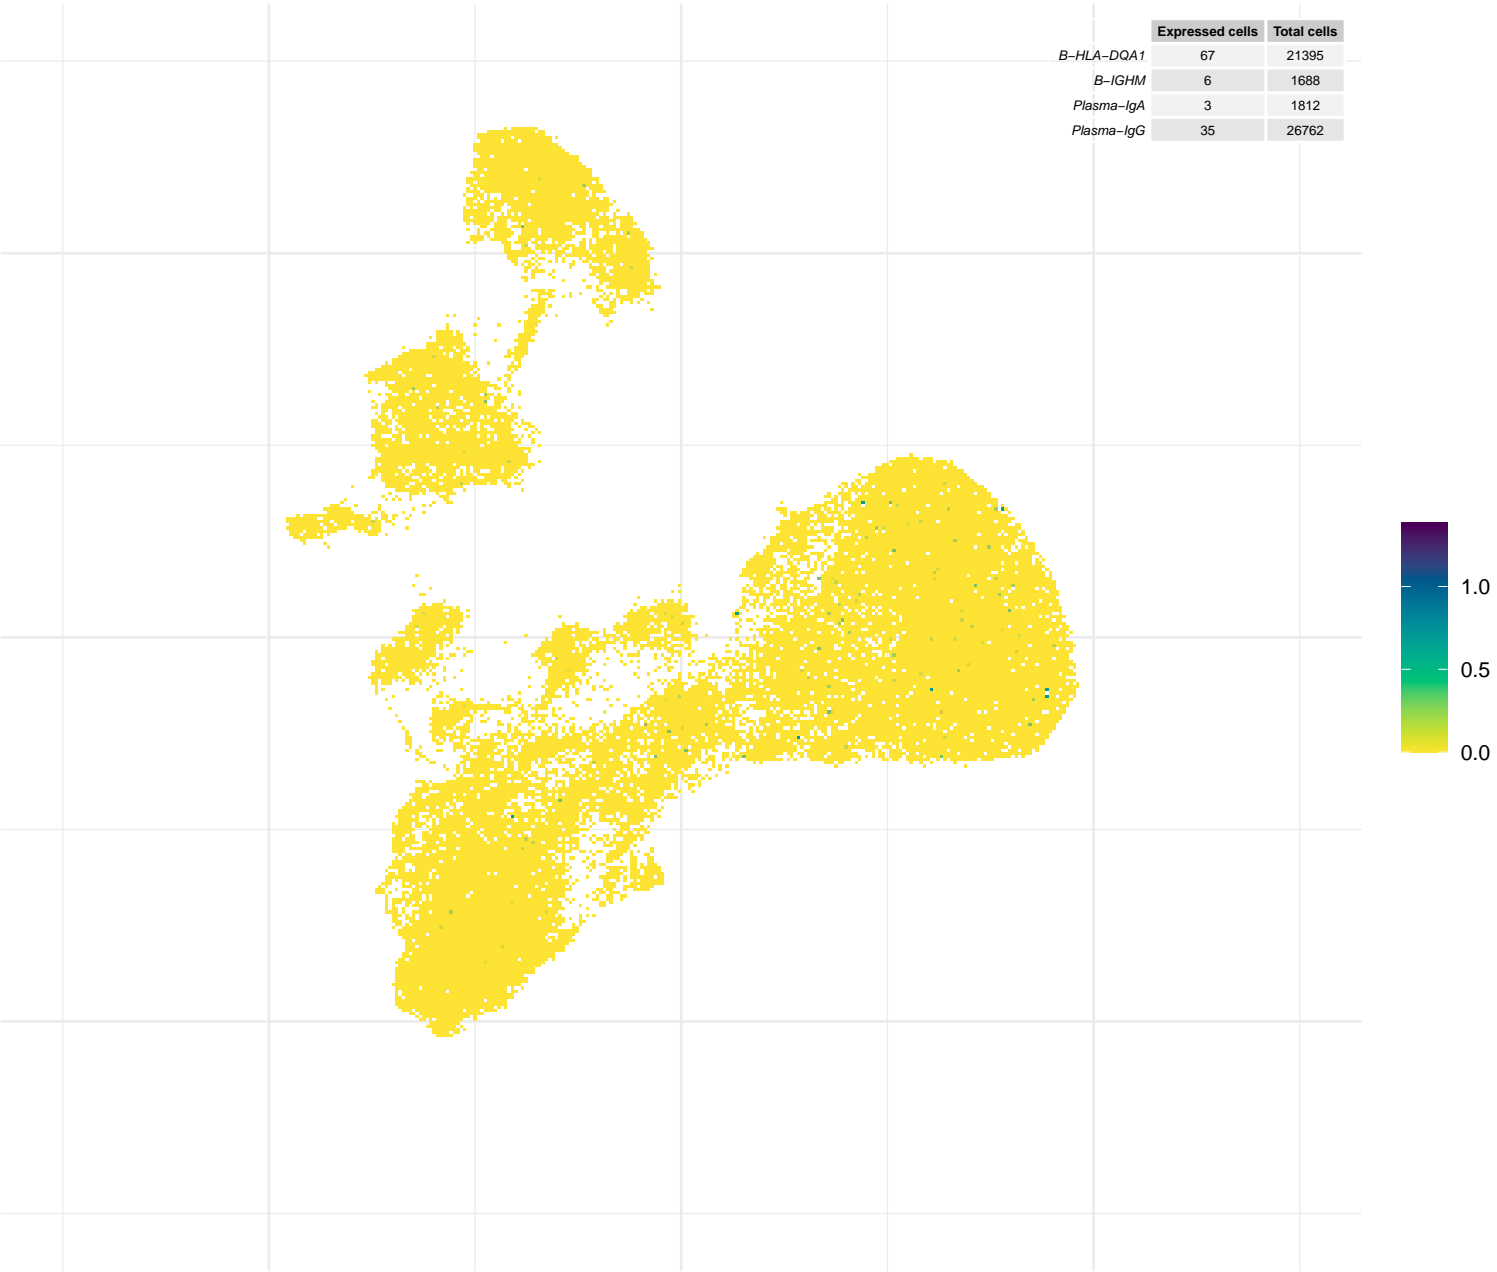 Expressed cells Total cells
B−HLA−DQA1 67 21395
B−IGHM 6 1688
Plasma−IgA 3 1812
Plasma−IgG 35 26762
1.0
0.5
0.0